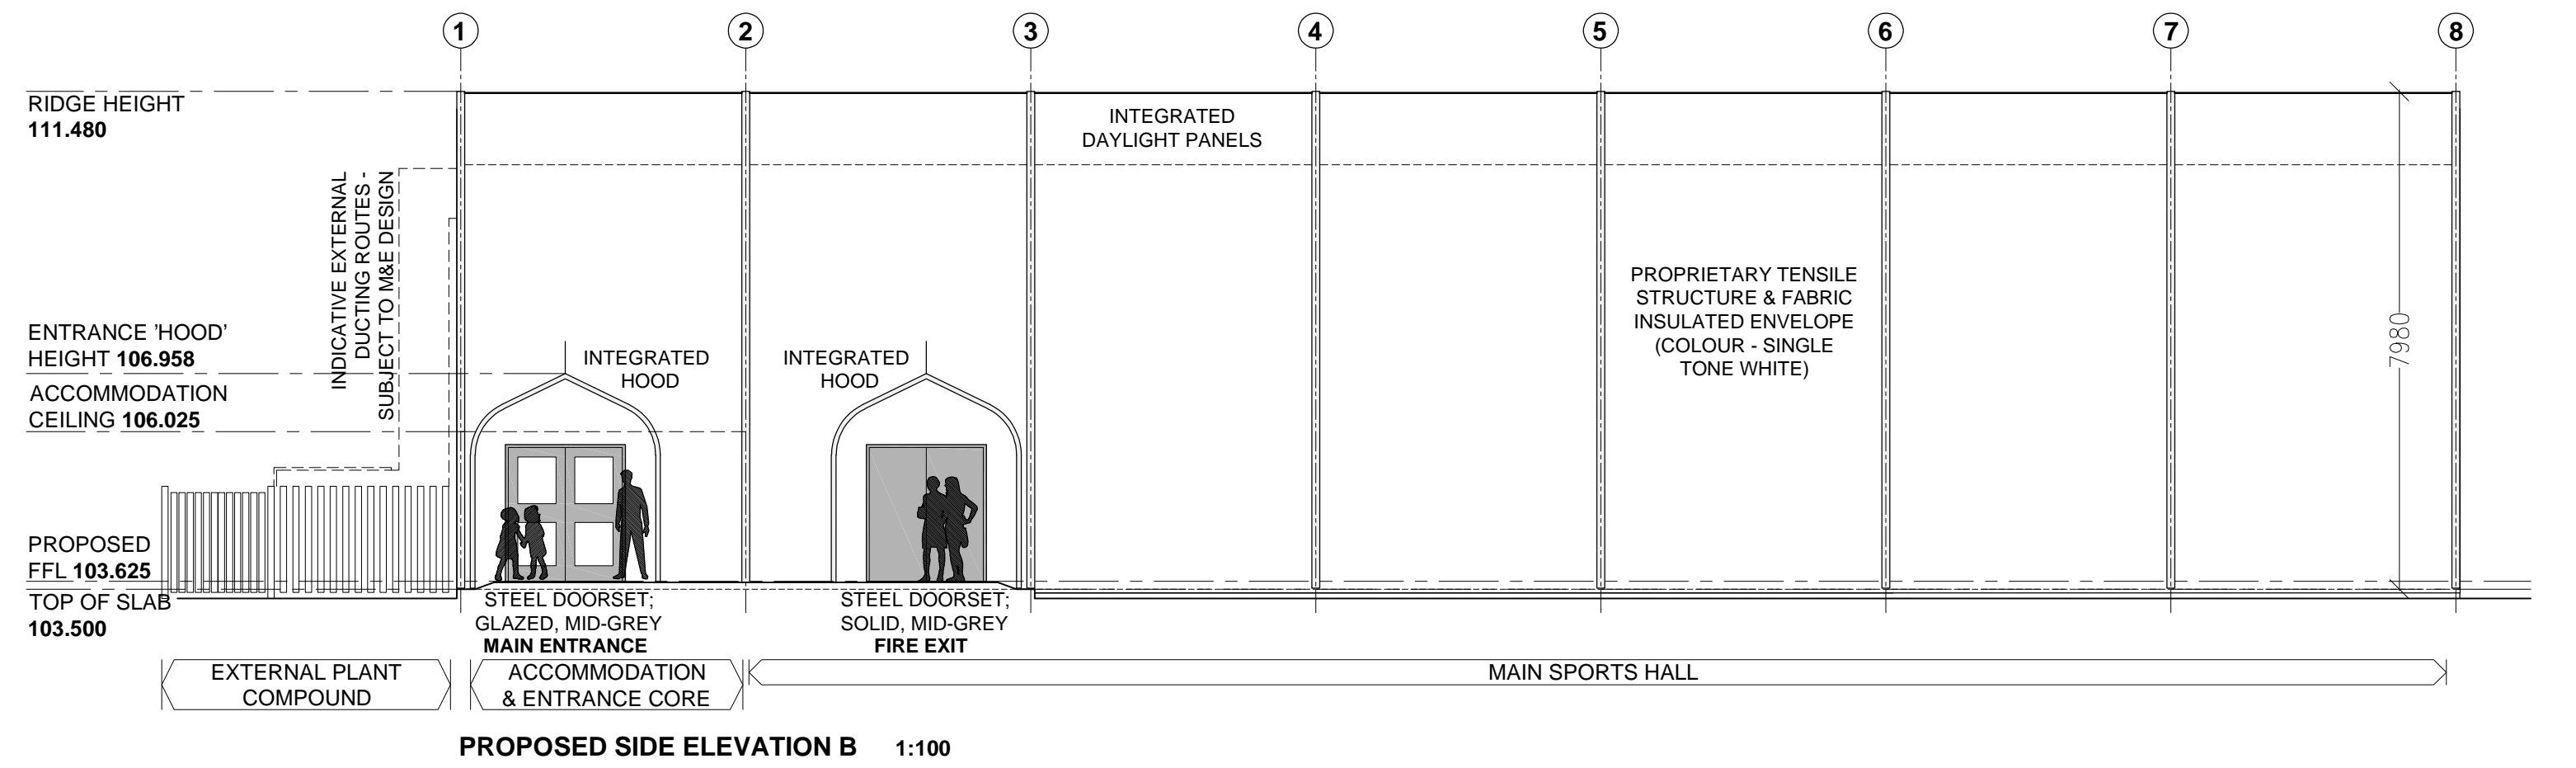 1 2 3 4 5 6 7 8
RIDGE HEIGHT
111.480
INTEGRATED
DAYLIGHT PANELS
INDICATIVE EXTERNAL
DUCTING ROUTES -
SUBJECT TO M&E DESIGN
PROPRIETARY TENSILE
STRUCTURE & FABRIC
INSULATED ENVELOPE
(COLOUR - SINGLE
TONE WHITE)
7980
ENTRANCE 'HOOD'
HEIGHT 106.958
INTEGRATED
HOOD
INTEGRATED
HOOD
ACCOMMODATION
CEILING 106.025
PROPOSED
FFL 103.625
TOP OF SLAB
103.500
STEEL DOORSET;
GLAZED, MID-GREY
MAIN ENTRANCE
STEEL DOORSET;
SOLID, MID-GREY
FIRE EXIT
EXTERNAL PLANT
COMPOUND
ACCOMMODATION
& ENTRANCE CORE
MAIN SPORTS HALL
PROPOSED SIDE ELEVATION B 1:100